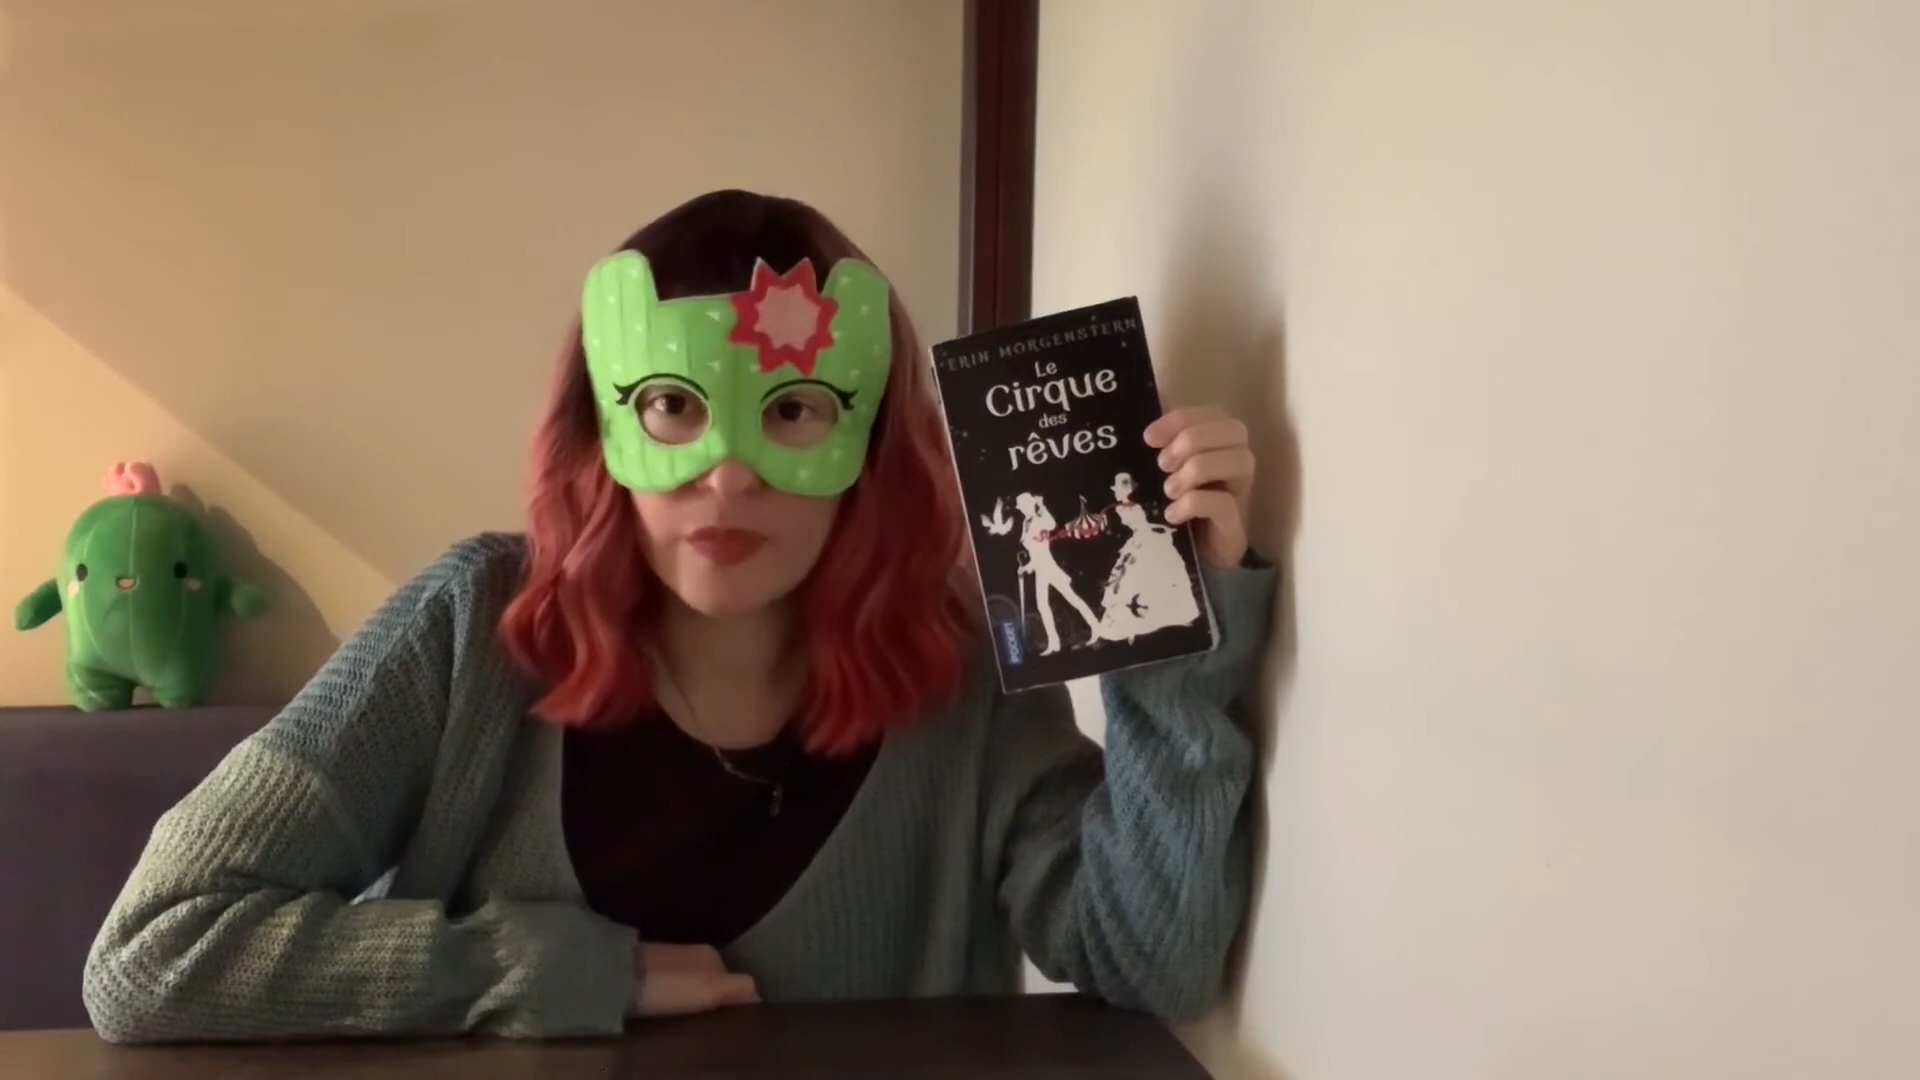 ERIN MORGENSTERN
Le
Cirque
des
rêves
POCKET